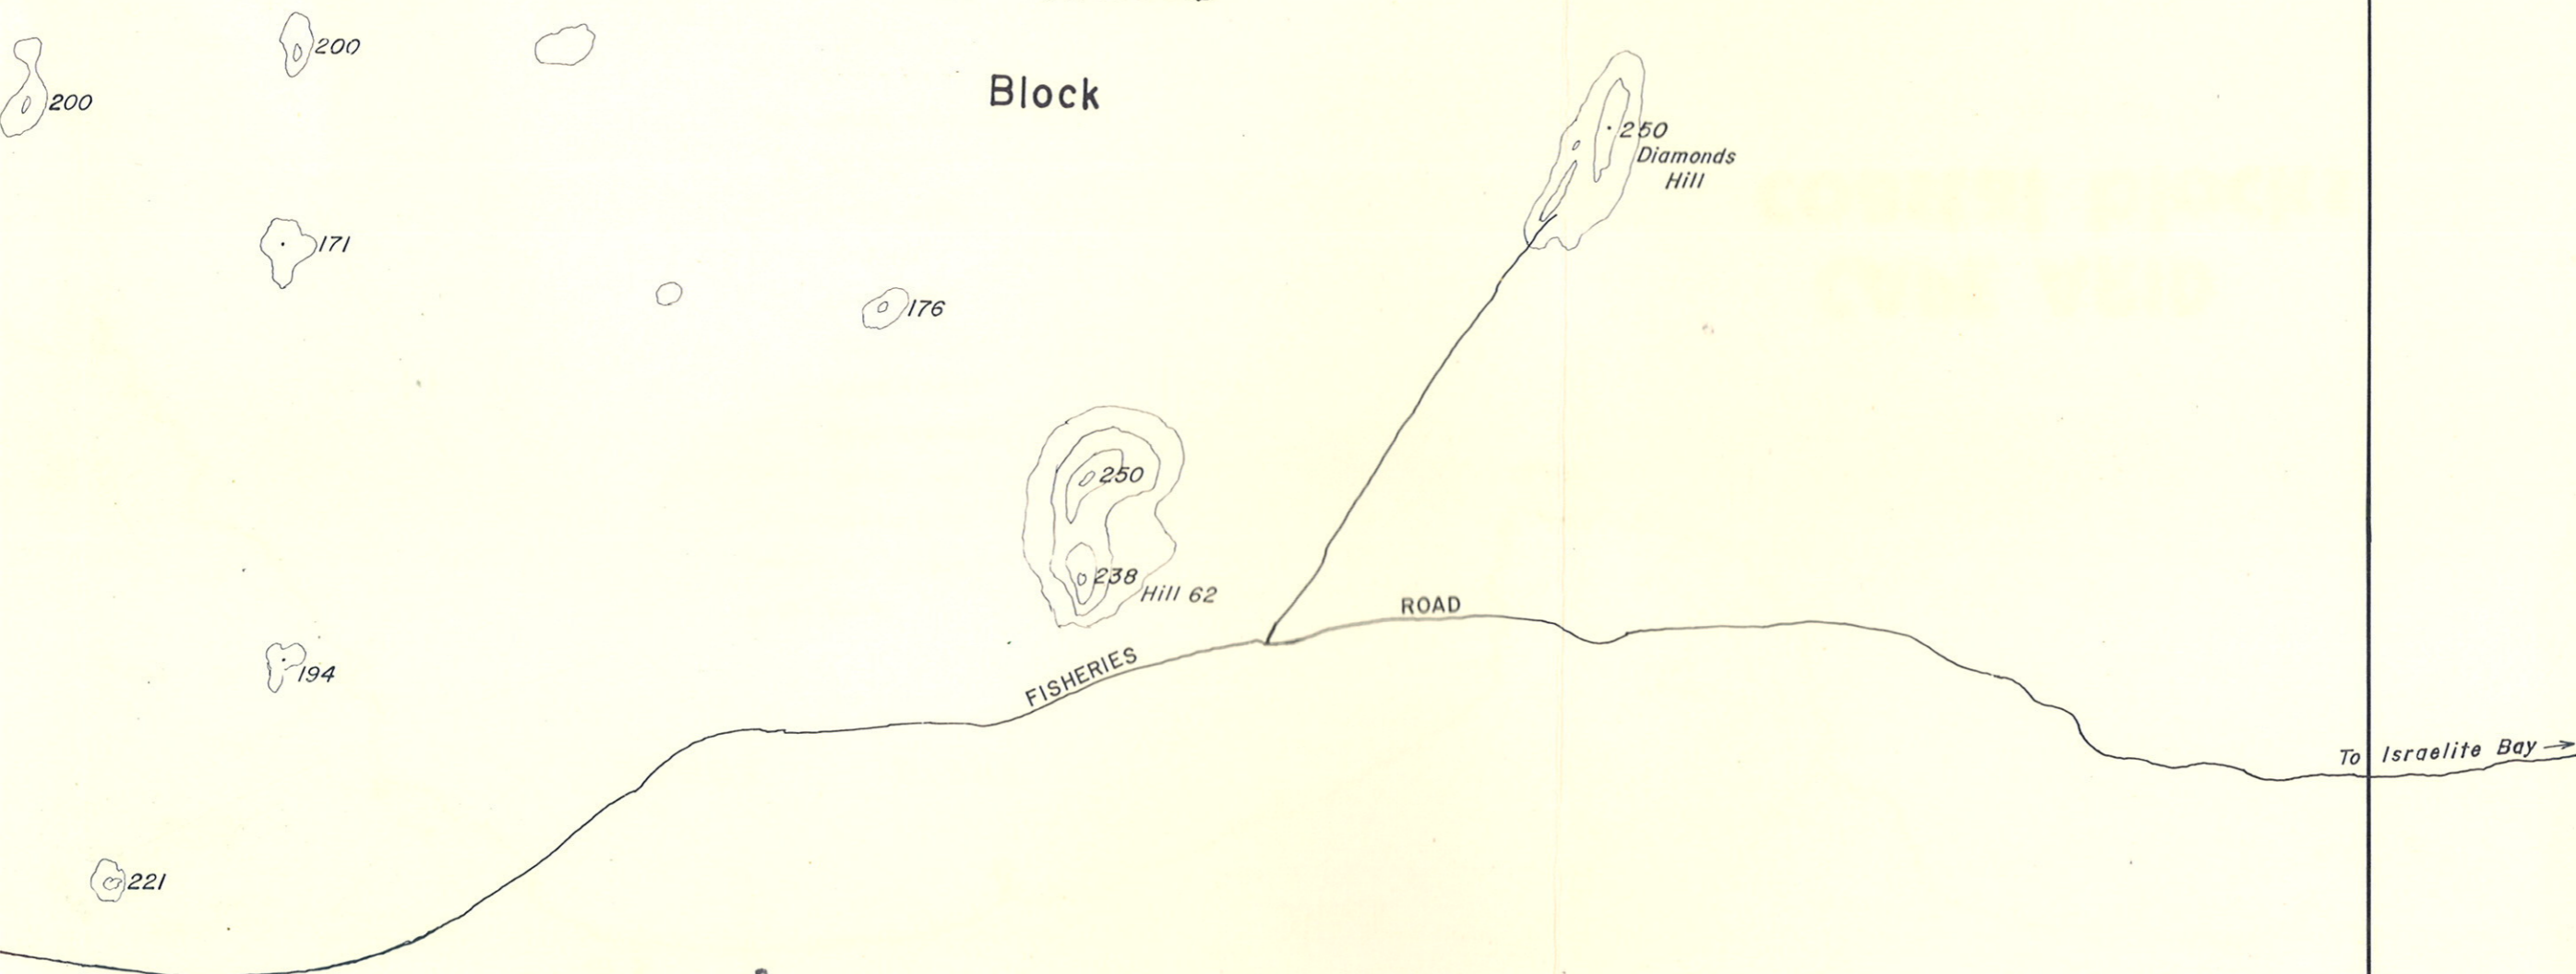 200
200
Block
250
Diamonds
Hill
171
176
250
238
Hill 62
ROAD
FISHERIES
194
To Israelite Bay →
221